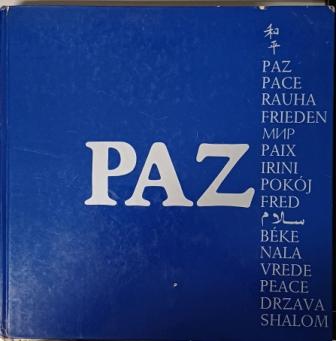 PAZ
和
平
PAZ
PACE
RAUHA
FRIEDEN
МИР
PAIX
IRINI
POKÓJ
FRED
سلام
BÉKE
NALA
VREDE
PEACE
DRZAVA
SHALOM